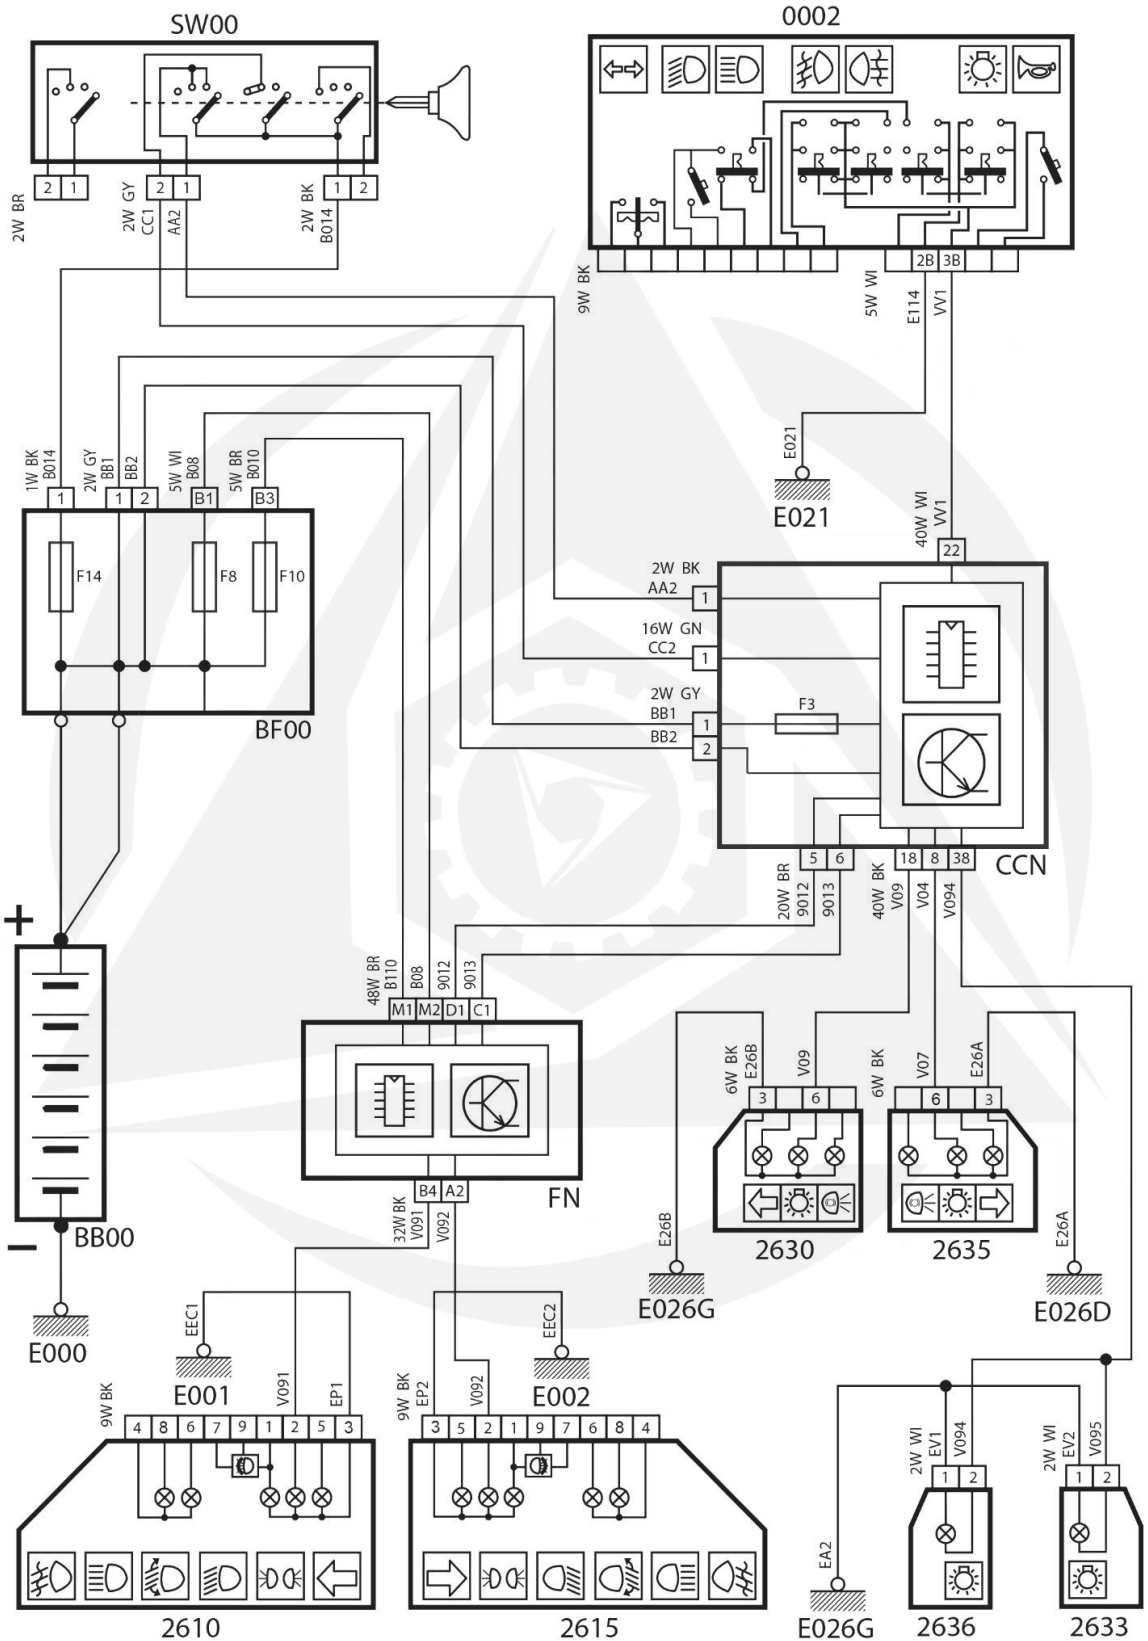 SW00
0002
2 1
2 1
1 2
2W BR
2W GY
CC1
AA2
2W BK
B014
2B 3B
9W BK
5W WI
E114
VV1
E021
E021
1W BK
B014
2W GY
BB1
BB2
5W WI
B08
5W BR
B010
1
1 2
B1
B3
F14
F8
F10
BF00
40W WI
VV1
22
2W BK
AA2
1
16W GN
CC2
1
2W GY
BB1
1
BB2
2
F3
5 6
18 8 38
CCN
20W BR
9012
9013
40W BK
V09
V04
V094
+
BB00
−
E000
48W BR
B110
B08
9012
9013
M1 M2 D1 C1
FN
B4 A2
32W BK
V091
V092
6W BK
E26B
V09
6W BK
V07
E26A
3 6
6 3
2630
2635
E26B
E026G
E26A
E026D
EEC1
E001
V091
EP1
9W BK
4 8 6 7 9 1 2 5 3
2610
EEC2
E002
9W BK
EP2
V092
3 5 2 1 9 7 6 8 4
2615
EA2
E026G
2W WI
EV1
V094
1 2
2636
2W WI
EV2
V095
1 2
2633